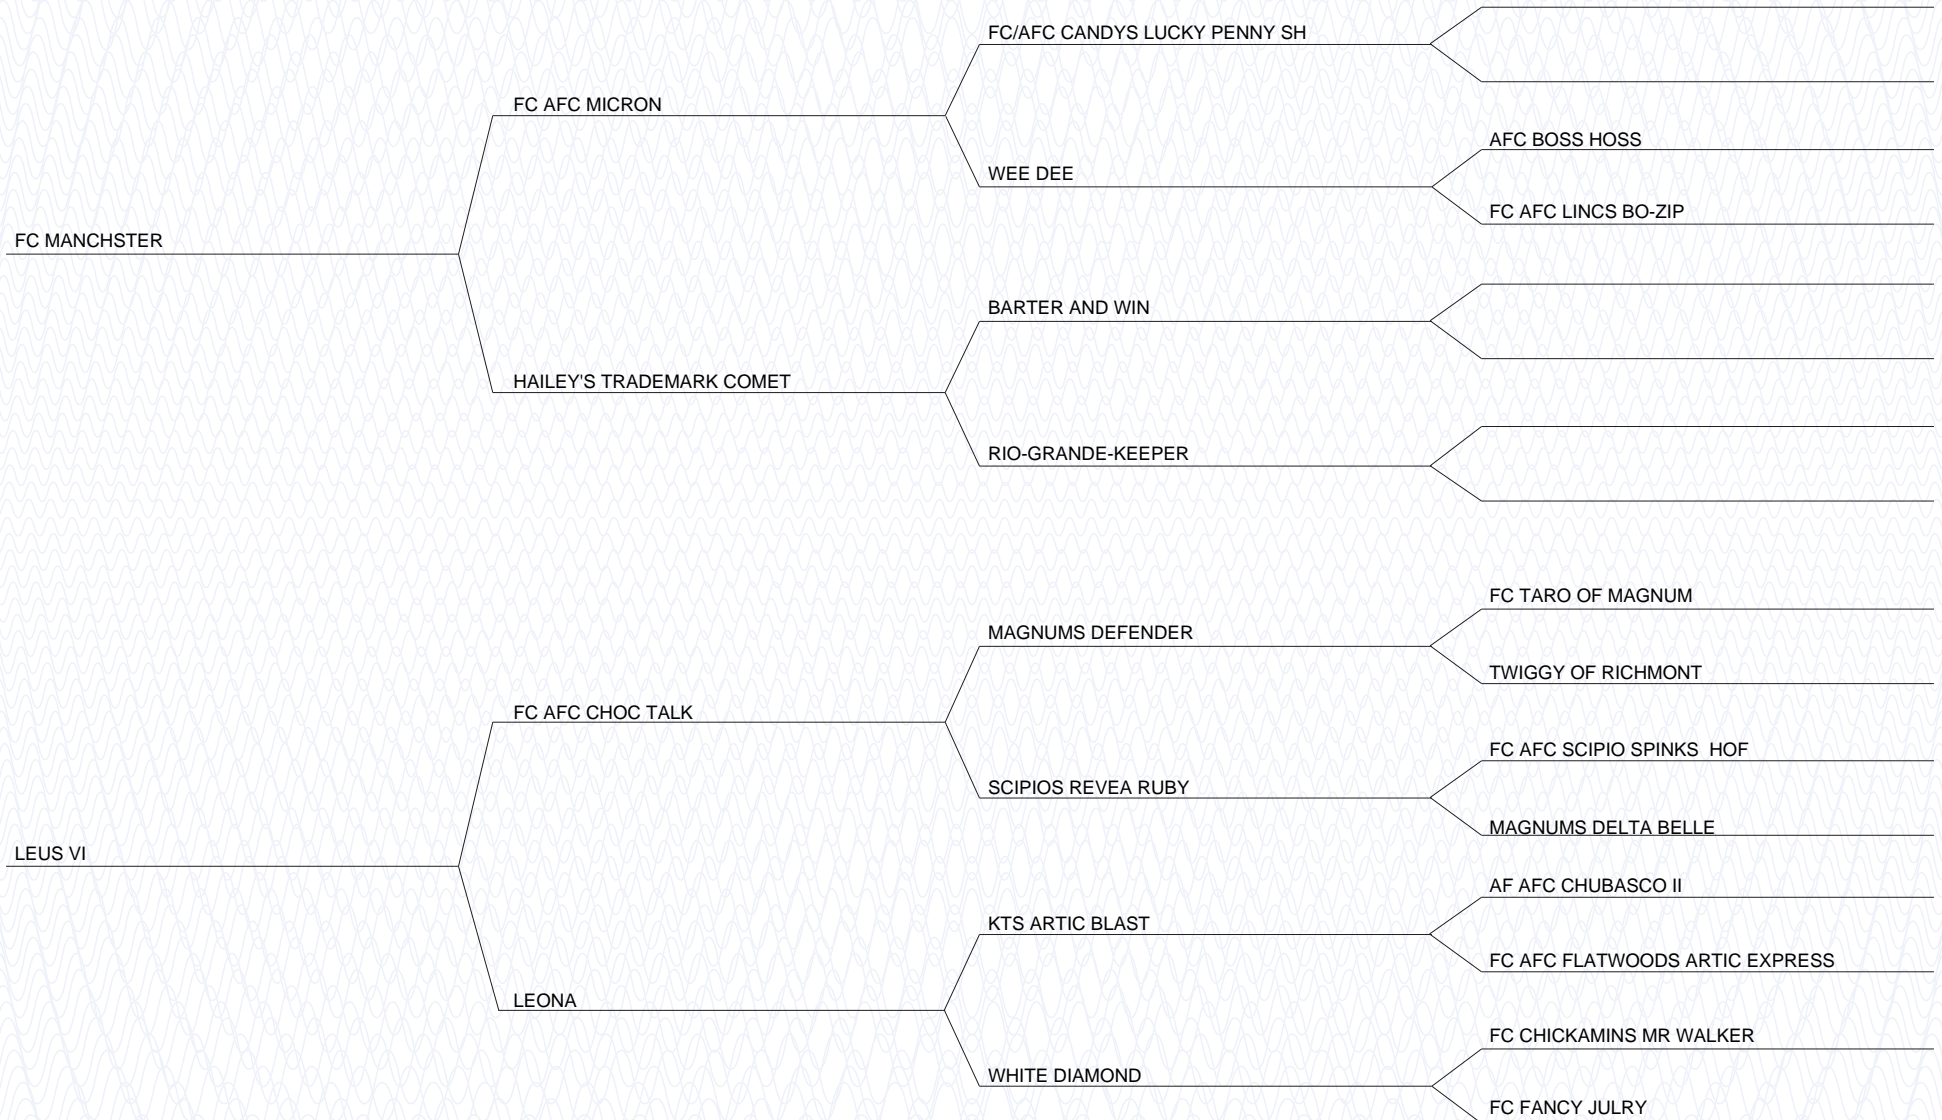 FC/AFC CANDYS LUCKY PENNY SH
FC AFC MICRON
AFC BOSS HOSS
WEE DEE
FC AFC LINCS BO-ZIP
FC MANCHSTER
BARTER AND WIN
HAILEY'S TRADEMARK COMET
RIO-GRANDE-KEEPER
FC TARO OF MAGNUM
MAGNUMS DEFENDER
TWIGGY OF RICHMONT
FC AFC CHOC TALK
FC AFC SCIPIO SPINKS  HOF
SCIPIOS REVEA RUBY
MAGNUMS DELTA BELLE
LEUS VI
AF AFC CHUBASCO II
KTS ARTIC BLAST
FC AFC FLATWOODS ARTIC EXPRESS
LEONA
FC CHICKAMINS MR WALKER
WHITE DIAMOND
FC FANCY JULRY